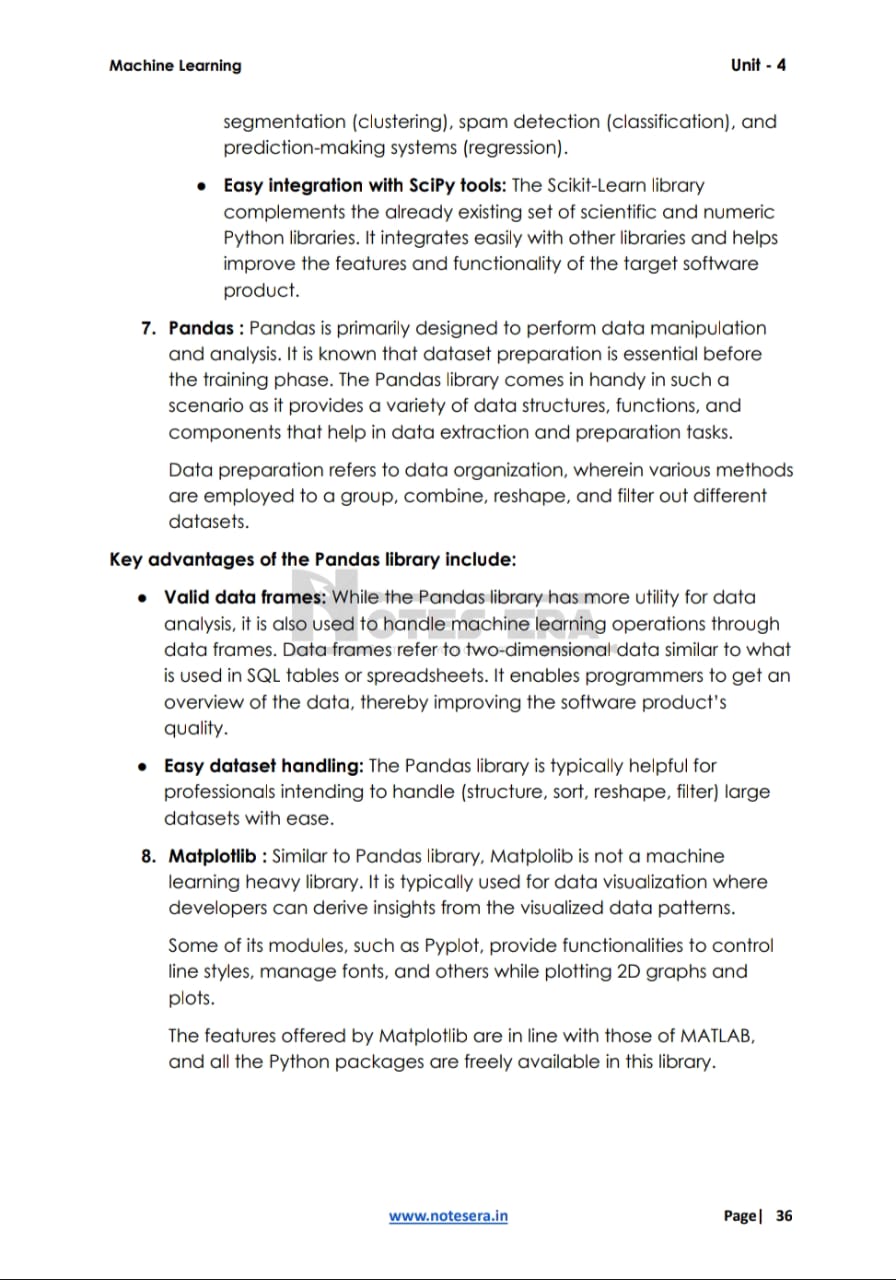 Machine Learning Unit - 4
segmentation (clustering), spam detection (classification), and
prediction-making systems (regression).
● Easy integration with SciPy tools: The Scikit-Learn library
complements the already existing set of scientific and numeric
Python libraries. It integrates easily with other libraries and helps
improve the features and functionality of the target software
product.
7. Pandas : Pandas is primarily designed to perform data manipulation
and analysis. It is known that dataset preparation is essential before
the training phase. The Pandas library comes in handy in such a
scenario as it provides a variety of data structures, functions, and
components that help in data extraction and preparation tasks.
Data preparation refers to data organization, wherein various methods
are employed to a group, combine, reshape, and filter out different
datasets.
Key advantages of the Pandas library include:
● Valid data frames: While the Pandas library has more utility for data
analysis, it is also used to handle machine learning operations through
data frames. Data frames refer to two-dimensional data similar to what
is used in SQL tables or spreadsheets. It enables programmers to get an
overview of the data, thereby improving the software product's
quality.
NOTES ERA
● Easy dataset handling: The Pandas library is typically helpful for
professionals intending to handle (structure, sort, reshape, filter) large
datasets with ease.
8. Matplotlib : Similar to Pandas library, Matplolib is not a machine
learning heavy library. It is typically used for data visualization where
developers can derive insights from the visualized data patterns.
Some of its modules, such as Pyplot, provide functionalities to control
line styles, manage fonts, and others while plotting 2D graphs and
plots.
The features offered by Matplotlib are in line with those of MATLAB,
and all the Python packages are freely available in this library.
www.notesera.in Page| 36